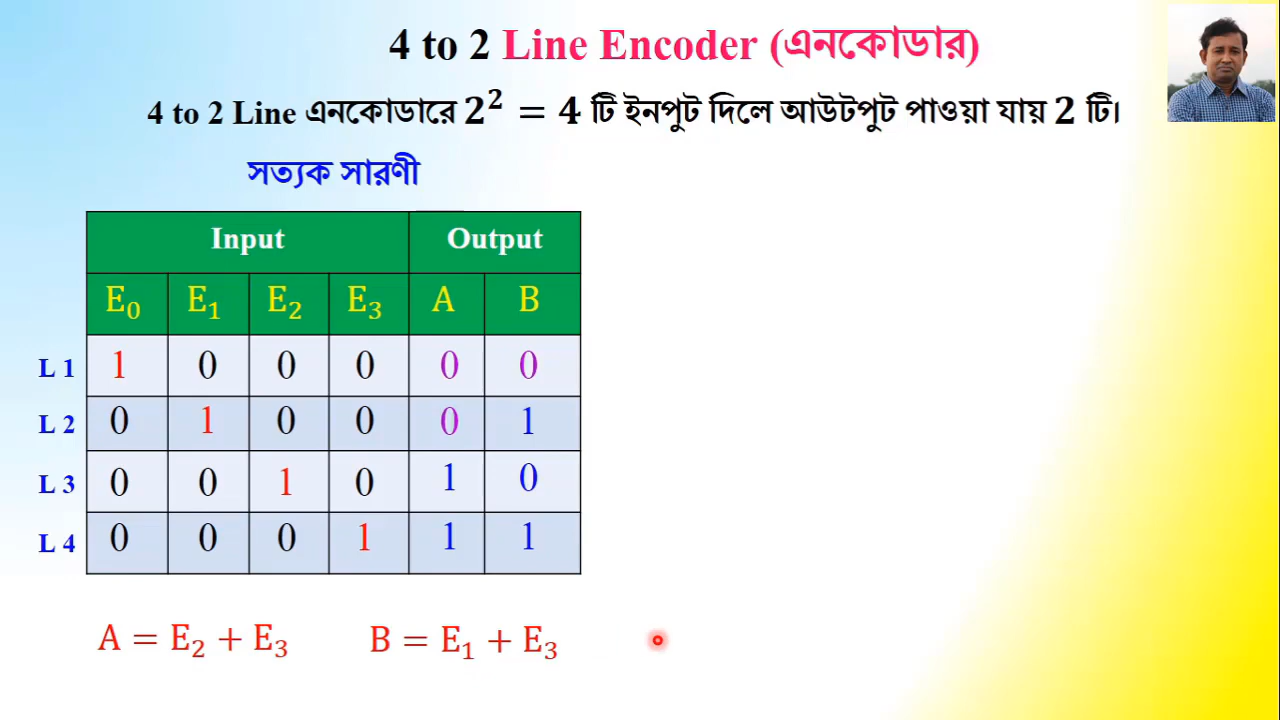 4 to 2 Line Encoder (এনকোডার)
4 to 2 Line এনকোডারে 2² = 4 টি ইনপুট দিলে আউটপুট পাওয়া যায় 2 টি।
সত্যক সারণী
Input Output
E₀ E₁ E₂ E₃ A B
L 1 1 0 0 0 0 0
L 2 0 1 0 0 0 1
L 3 0 0 1 0 1 0
L 4 0 0 0 1 1 1
A = E₂ + E₃ B = E₁ + E₃